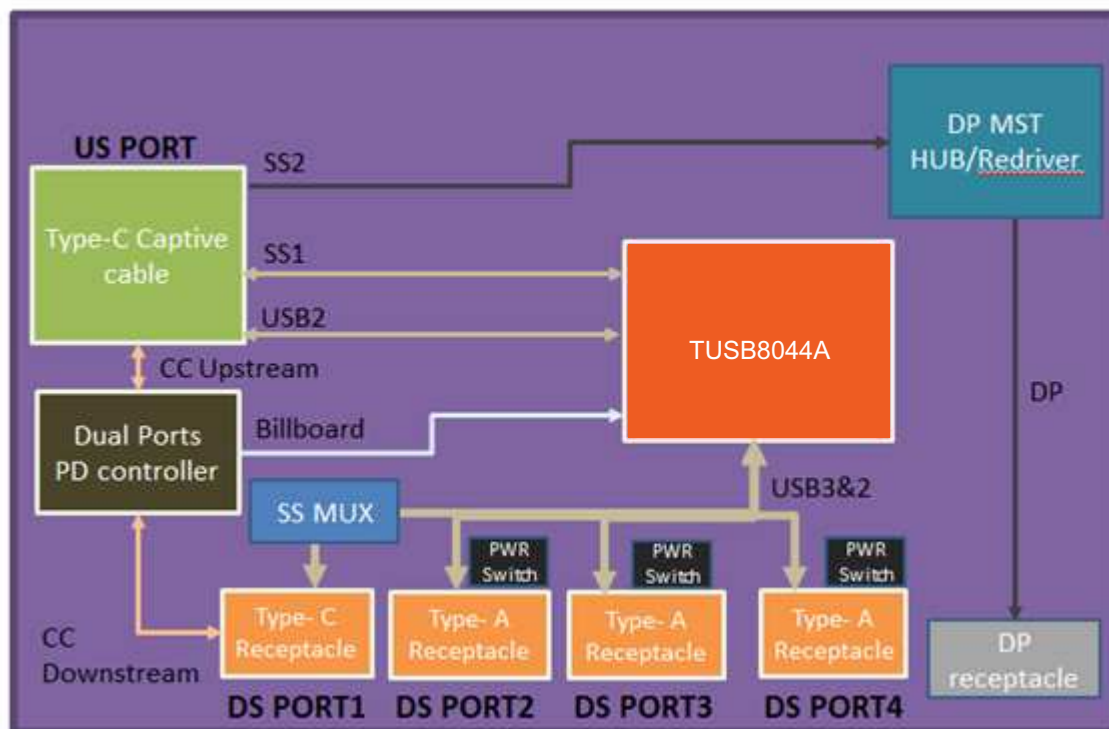 US PORT
Type-C Captive
cable
SS2
SS1
USB2
CC Upstream
DP MST
HUB/Redriver
TUSB8044A
DP
Dual Ports
PD controller
Billboard
SS MUX
USB3&2
PWR
Switch
PWR
Switch
PWR
Switch
CC
Downstream
Type- C
Receptacle
Type- A
Receptacle
Type- A
Receptacle
Type- A
Receptacle
DP
receptacle
DS PORT1
DS PORT2
DS PORT3
DS PORT4